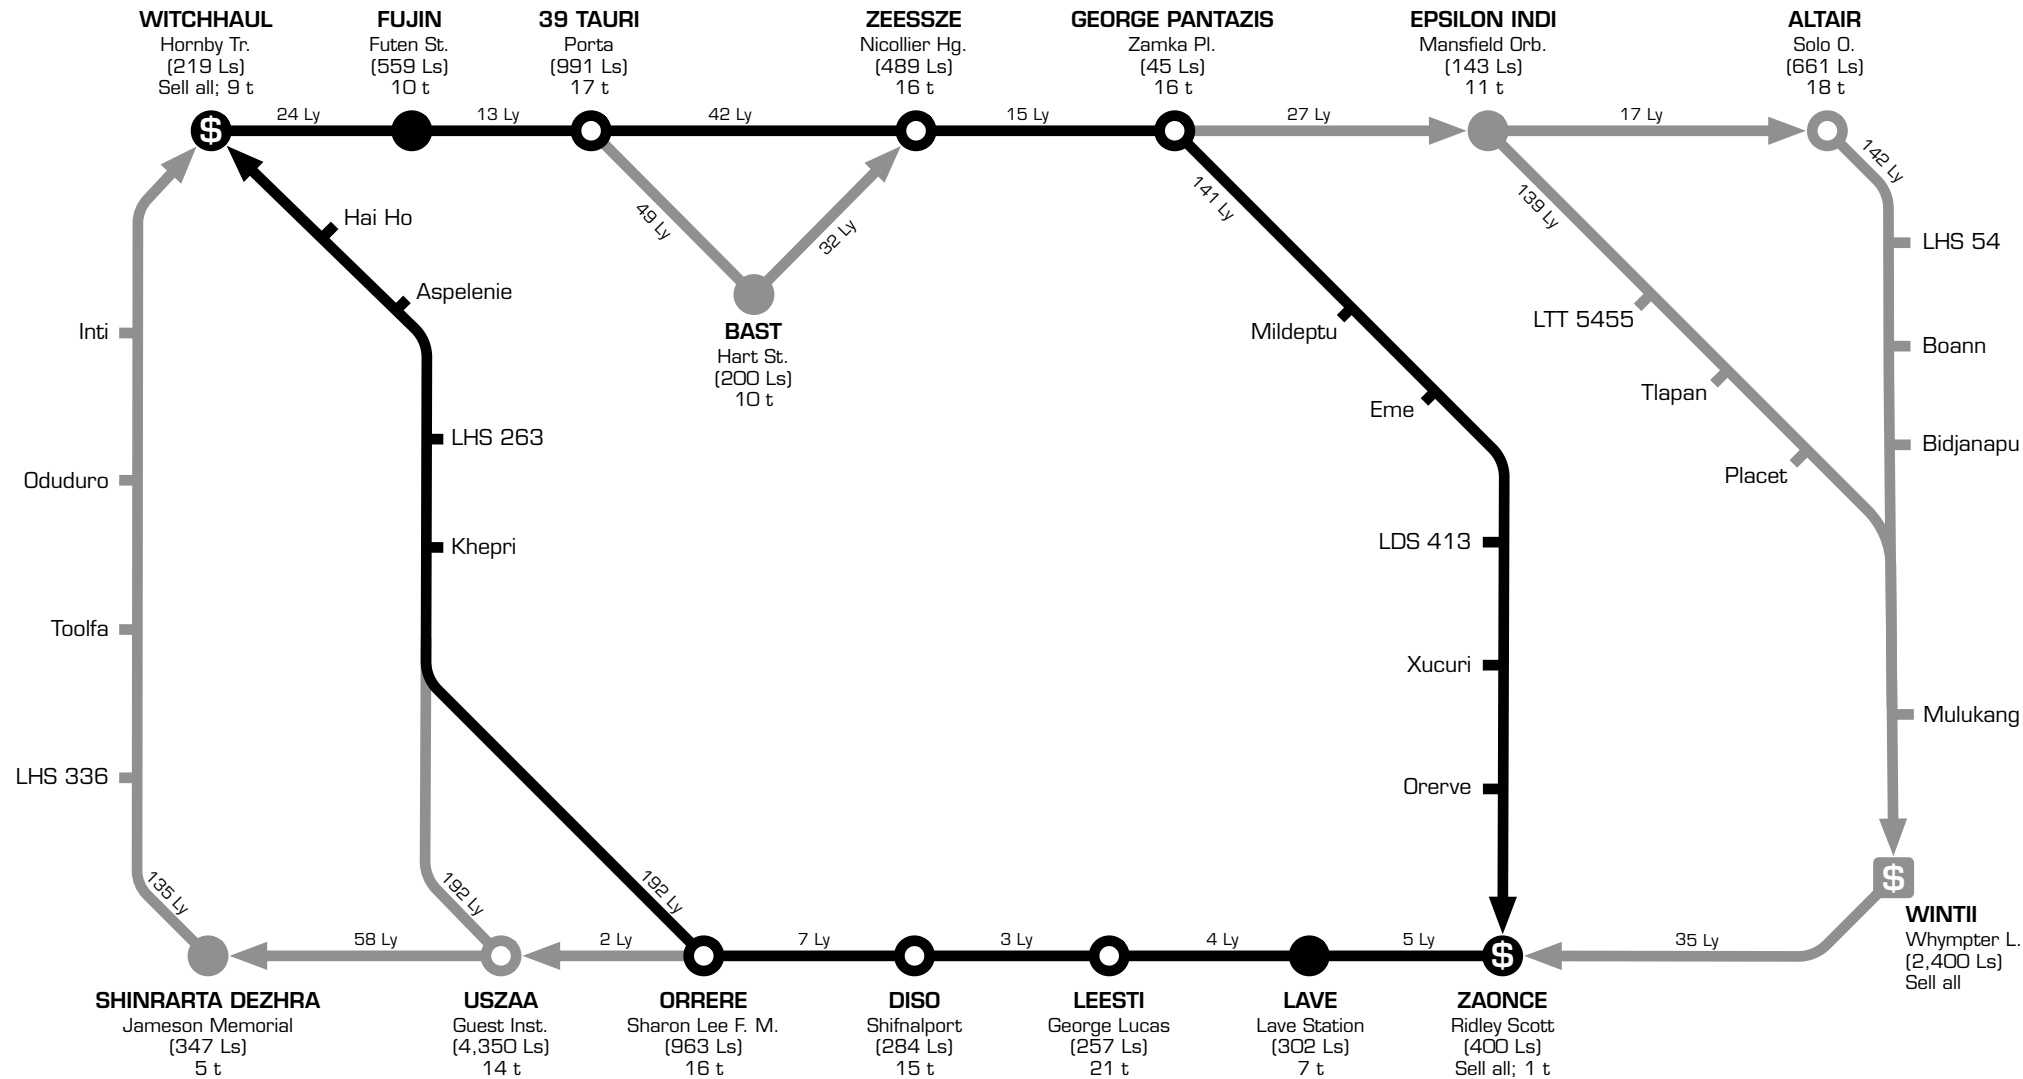 WITCHHAUL
Hornby Tr.
(219 Ls)
Sell all; 9 t
FUJIN
Futen St.
(559 Ls)
10 t
39 TAURI
Porta
(991 Ls)
17 t
ZEESSZE
Nicollier Hg.
(489 Ls)
16 t
GEORGE PANTAZIS
Zamka Pl.
(45 Ls)
16 t
EPSILON INDI
Mansfield Orb.
(143 Ls)
11 t
ALTAIR
Solo O.
(661 Ls)
18 t
$
24 Ly
13 Ly
42 Ly
15 Ly
27 Ly
17 Ly
142 Ly
49 Ly
32 Ly
141 Ly
139 Ly
BAST
Hart St.
(200 Ls)
10 t
Hai Ho
Aspelenie
LHS 263
Khepri
Inti
Oduduro
Toolfa
LHS 336
Mildeptu
Eme
LDS 413
Xucuri
Orerve
LTT 5455
Tlapan
Placet
LHS 54
Boann
Bidjanapu
Mulukang
$
WINTII
Whympter L.
(2,400 Ls)
Sell all
135 Ly
192 Ly
192 Ly
58 Ly
2 Ly
7 Ly
3 Ly
4 Ly
5 Ly
$
35 Ly
SHINRARTA DEZHRA
Jameson Memorial
(347 Ls)
5 t
USZAA
Guest Inst.
(4,350 Ls)
14 t
ORRERE
Sharon Lee F. M.
(963 Ls)
16 t
DISO
Shifnalport
(284 Ls)
15 t
LEESTI
George Lucas
(257 Ls)
21 t
LAVE
Lave Station
(302 Ls)
7 t
ZAONCE
Ridley Scott
(400 Ls)
Sell all; 1 t